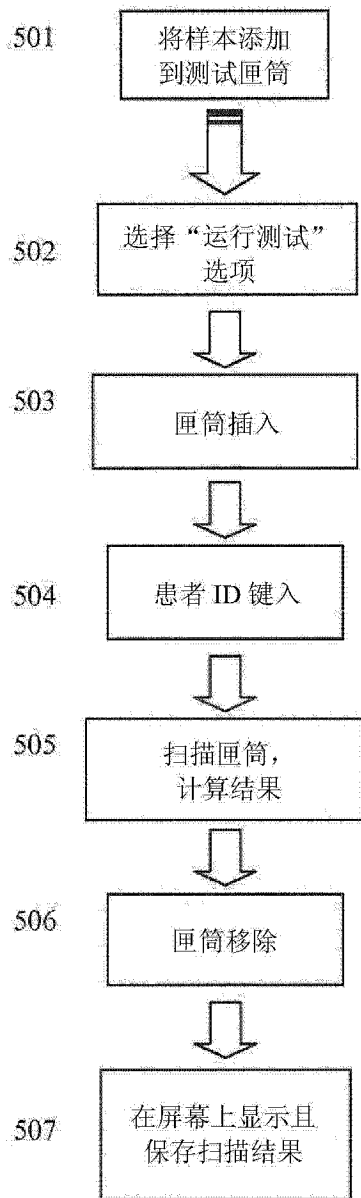 501
将样本添加
到测试匣筒
502
选择“运行测试”
选项
503
匣筒插入
504
患者 ID 键入
505
扫描匣筒，
计算结果
506
匣筒移除
507
在屏幕上显示且
保存扫描结果